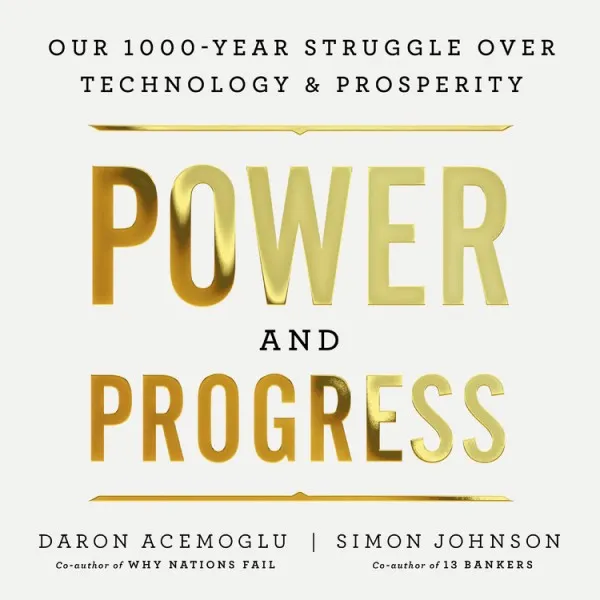 OUR 1000-YEAR STRUGGLE OVER
TECHNOLOGY & PROSPERITY
POWER
AND
PROGRESS
DARON ACEMOGLU | SIMON JOHNSON
Co-author of WHY NATIONS FAIL Co-author of 13 BANKERS